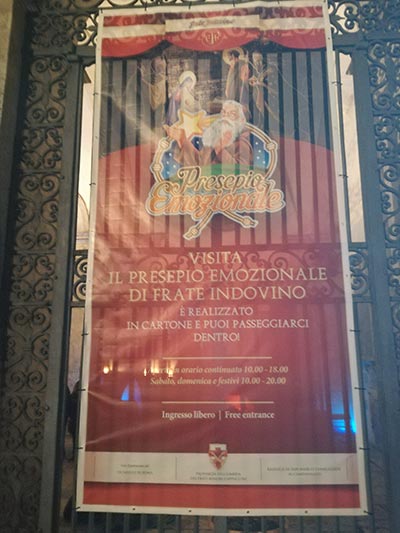 Presepio
Emozionale
VISITA
IL PRESEPIO EMOZIONALE
DI FRATE INDOVINO
È REALIZZATO
IN CARTONE E PUOI PASSEGGIARCI
DENTRO!
orario continuato 10.00 - 18.00
Sabato, domenica e festivi 10.00 - 20.00
Ingresso libero | Free entrance